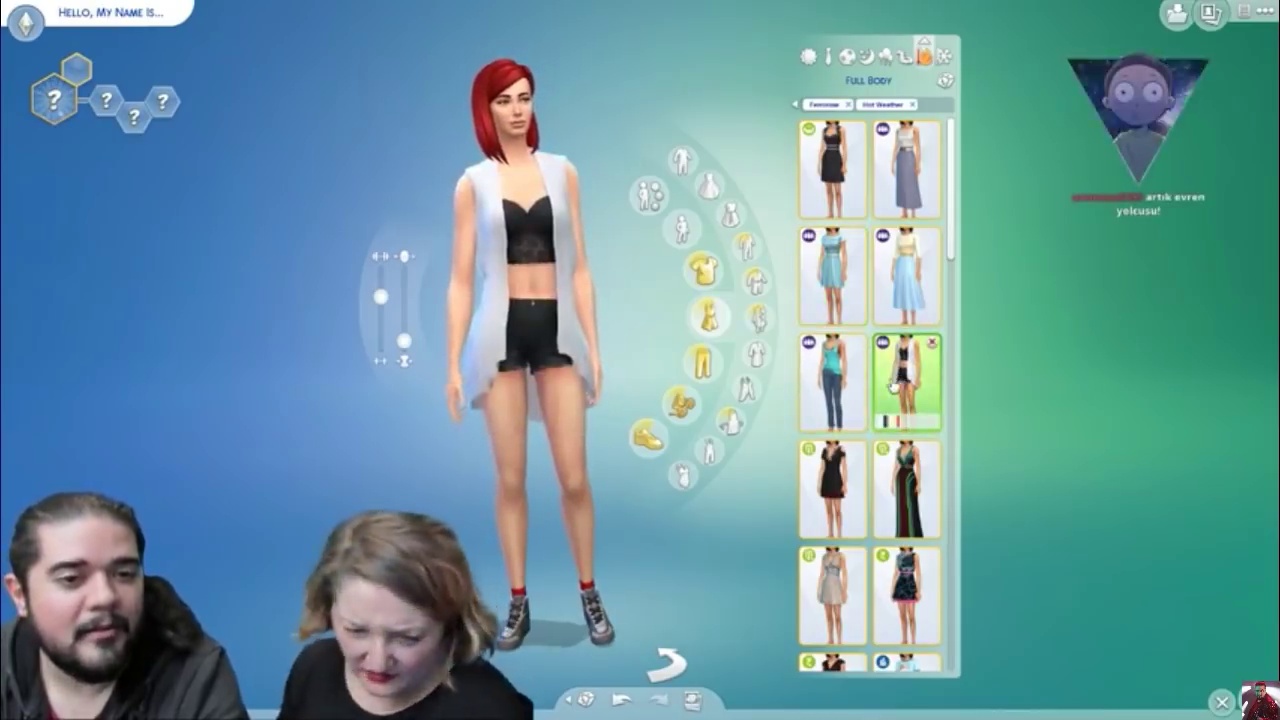 HELLO, MY NAME IS...
FULL BODY
Feminine
Hot Weather
artık evren
yolcusu!